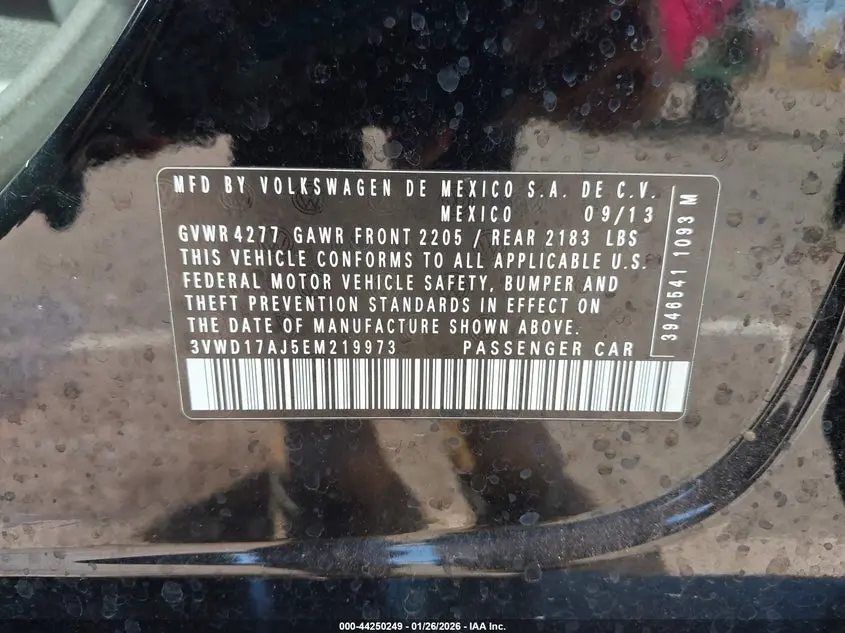 MFD BY VOLKSWAGEN DE MEXICO S.A. DE C.V.
MEXICO 09/13
GVWR 4277 GAWR FRONT 2205 / REAR 2183 LBS
THIS VEHICLE CONFORMS TO ALL APPLICABLE U.S.
FEDERAL MOTOR VEHICLE SAFETY, BUMPER AND
THEFT PREVENTION STANDARDS IN EFFECT ON
THE DATE OF MANUFACTURE SHOWN ABOVE.
3VWD17AJ5EM219973 PASSENGER CAR
3946541 1093 M
000-44250249 - 01/26/2026 - IAA Inc.